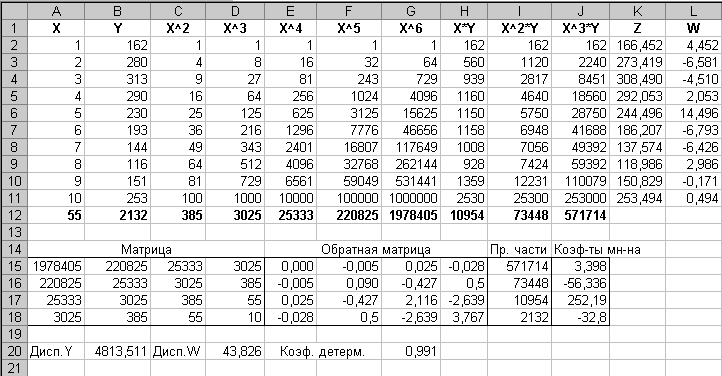 A B C D E F G H I J K L
1 X Y X^2 X^3 X^4 X^5 X^6 X*Y X^2*Y X^3*Y Z W
2 1 162 1 1 1 1 1 162 162 162 166,452 4,452
3 2 280 4 8 16 32 64 560 1120 2240 273,419 -6,581
4 3 313 9 27 81 243 729 939 2817 8451 308,490 -4,510
5 4 290 16 64 256 1024 4096 1160 4640 18560 292,053 2,053
6 5 230 25 125 625 3125 15625 1150 5750 28750 244,496 14,496
7 6 193 36 216 1296 7776 46656 1158 6948 41688 186,207 -6,793
8 7 144 49 343 2401 16807 117649 1008 7056 49392 137,574 -6,426
9 8 116 64 512 4096 32768 262144 928 7424 59392 118,986 2,986
10 9 151 81 729 6561 59049 531441 1359 12231 110079 150,829 -0,171
11 10 253 100 1000 10000 100000 1000000 2530 25300 253000 253,494 0,494
12 55 2132 385 3025 25333 220825 1978405 10954 73448 571714
13
14 Матрица Обратная матрица Пр. части Коэф-ты мн-на
15 1978405 220825 25333 3025 0,000 -0,005 0,025 -0,028 571714 3,398
16 220825 25333 3025 385 -0,005 0,090 -0,427 0,5 73448 -56,336
17 25333 3025 385 55 0,025 -0,427 2,116 -2,639 10954 252,19
18 3025 385 55 10 -0,028 0,5 -2,639 3,767 2132 -32,8
19
20 Дисп.Y 4813,511 Дисп.W 43,826 Коэф. детерм. 0,991
21